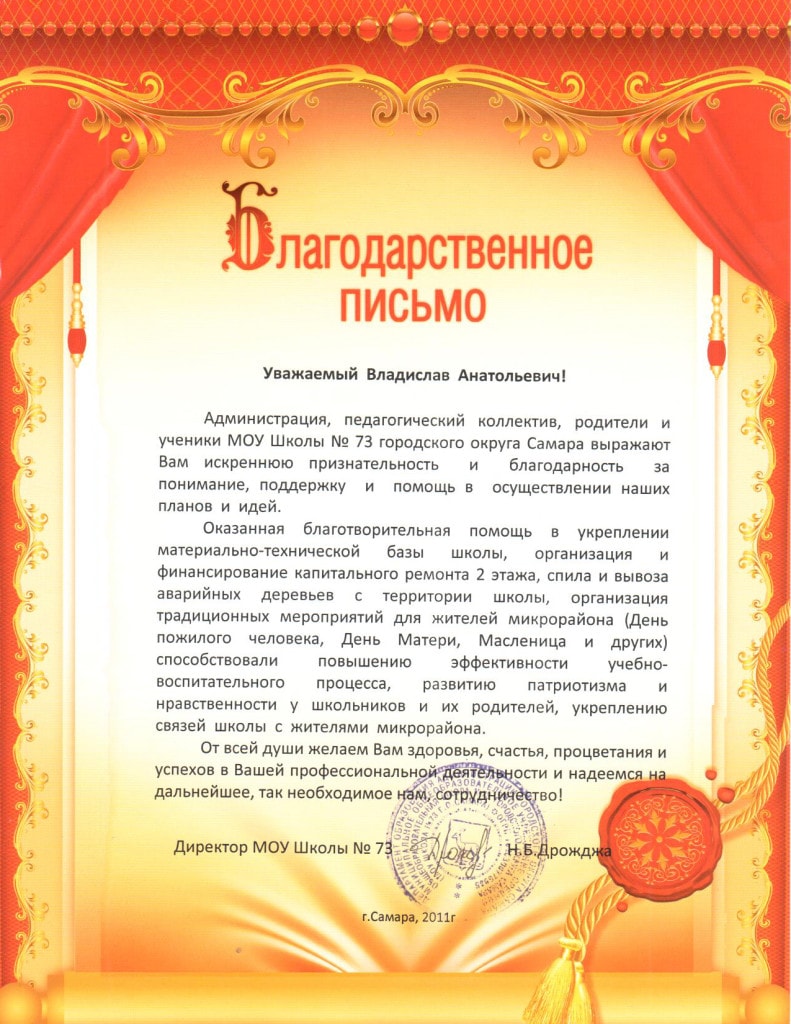 Благодарственное
письмо
Уважаемый Владислав Анатольевич!
Администрация, педагогический коллектив, родители и
ученики МОУ Школы № 73 городского округа Самара выражают
Вам искреннюю признательность и благодарность за
понимание, поддержку и помощь в осуществлении наших
планов и идей.
Оказанная благотворительная помощь в укреплении
материально-технической базы школы, организация и
финансирование капитального ремонта 2 этажа, спила и вывоза
аварийных деревьев с территории школы, организация
традиционных мероприятий для жителей микрорайона (День
пожилого человека, День Матери, Масленица и других)
способствовали повышению эффективности учебно-
воспитательного процесса, развитию патриотизма и
нравственности у школьников и их родителей, укреплению
связей школы с жителями микрорайона.
От всей души желаем Вам здоровья, счастья, процветания и
успехов в Вашей профессиональной деятельности и надеемся на
дальнейшее, так необходимое нам, сотрудничество!
Директор МОУ Школы № 73 Н.Б.Дрожджа
г.Самара, 2011г